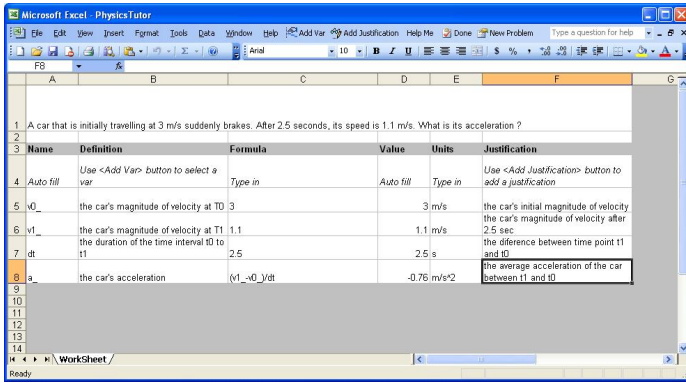 Microsoft Excel - PhysicsTutor
File Edit View Insert Format Tools Data Window Help Add Var Add Justification Help Me Done New Problem Type a question for help
Arial 10 B I U $ % ,
F8 fx
A B C D E F G
1 A car that is initially travelling at 3 m/s suddenly brakes. After 2.5 seconds, its speed is 1.1 m/s. What is its acceleration ?
2
3 Name Definition Formula Value Units Justification
Use <Add Var> button to select a Use <Add Justification> button to
4 Auto fill var Type in Auto fill Type in add a justification
5 v0_ the car's magnitude of velocity at T0 3 3 m/s the car's initial magnitude of velocity
the car's magnitude of velocity after
6 v1_ the car's magnitude of velocity at T1 1.1 1.1 m/s 2.5 sec
the duration of the time interval t0 to the diference between time point t1
7 dt t1 2.5 2.5 s and t0
the average acceleration of the car
8 a_ the car's acceleration (v1_-v0_)/dt -0.76 m/s^2 between t1 and t0
9
10
11
12
13
14
WorkSheet
Ready